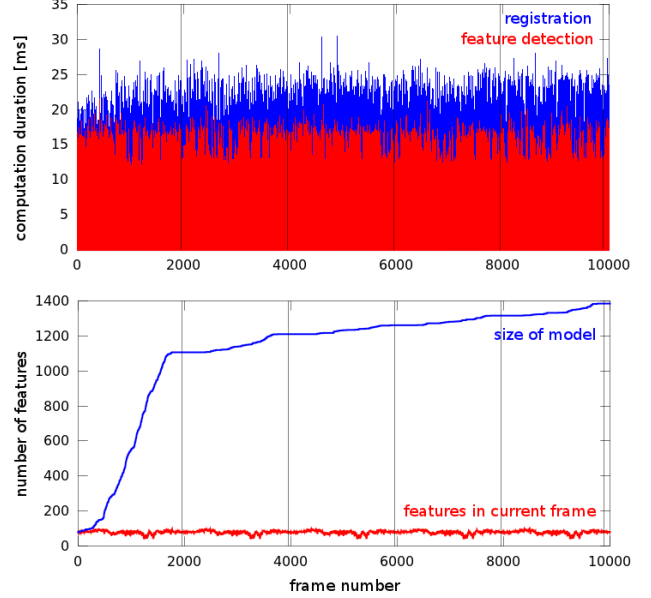 35
30
25
20
15
10
5
0
computation duration [ms]
registration
feature detection
0 2000 4000 6000 8000 10000
1400
1200
1000
800
600
400
200
0
number of features
size of model
features in current frame
0 2000 4000 6000 8000 10000
frame number